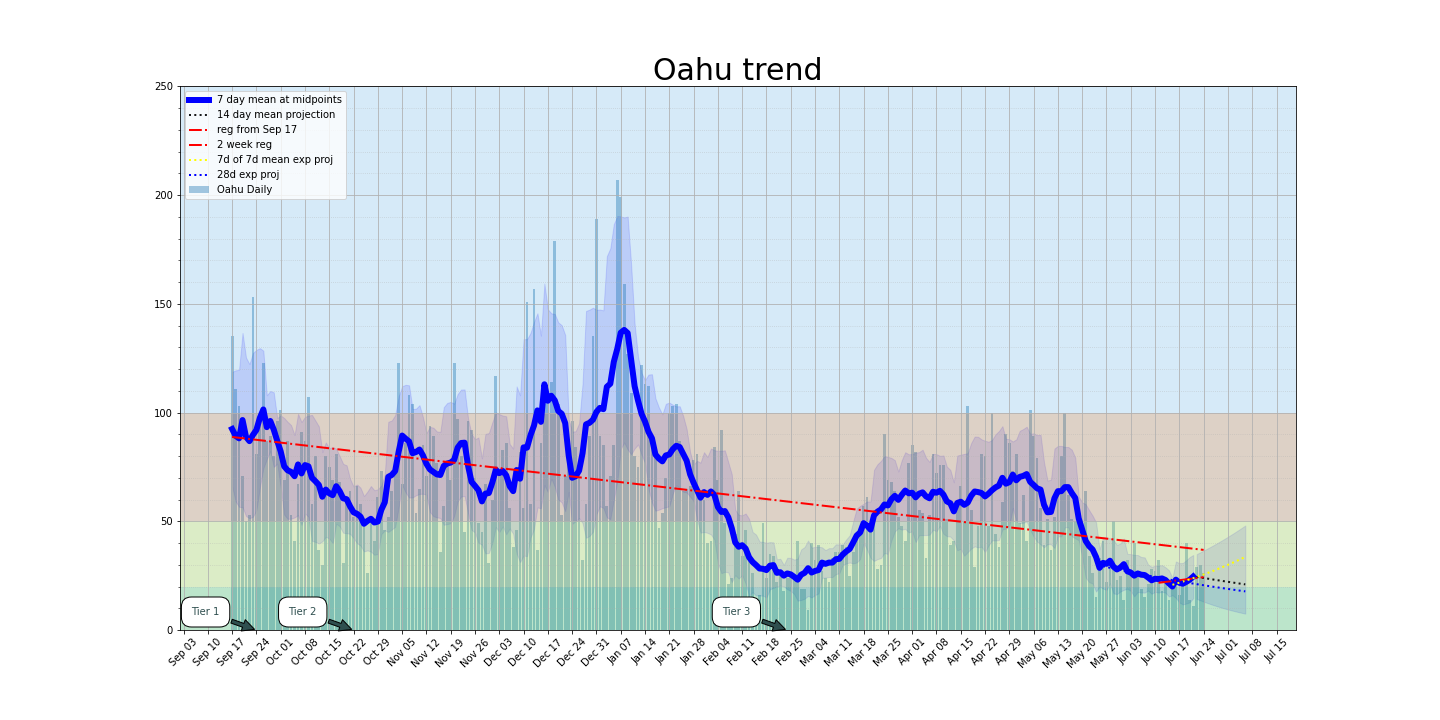 Oahu trend
250
200
150
100
50
0
7 day mean at midpoints
14 day mean projection
reg from Sep 17
2 week reg
7d of 7d mean exp proj
28d exp proj
Oahu Daily
Tier 1
Tier 2
Tier 3
Sep 03
Sep 10
Sep 17
Sep 24
Oct 01
Oct 08
Oct 15
Oct 22
Oct 29
Nov 05
Nov 12
Nov 19
Nov 26
Dec 03
Dec 10
Dec 17
Dec 24
Dec 31
Jan 07
Jan 14
Jan 21
Jan 28
Feb 04
Feb 11
Feb 18
Feb 25
Mar 04
Mar 11
Mar 18
Mar 25
Apr 01
Apr 08
Apr 15
Apr 22
Apr 29
May 06
May 13
May 20
May 27
Jun 03
Jun 10
Jun 17
Jun 24
Jul 01
Jul 08
Jul 15